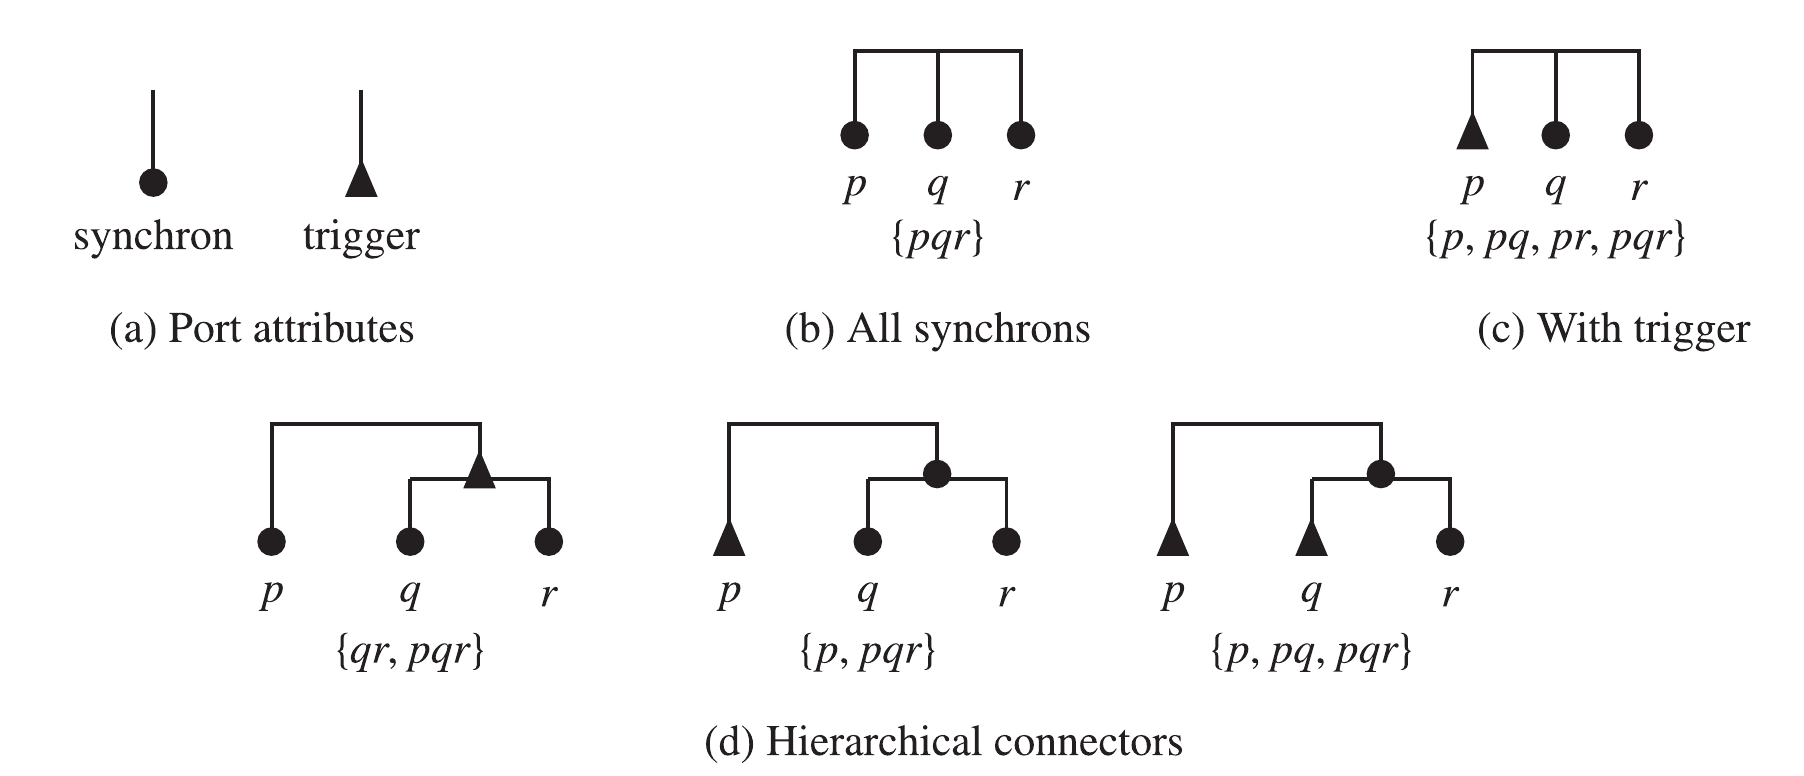 synchron trigger
(a) Port attributes
p q r
{pqr}
(b) All synchrons
p q r
{p, pq, pr, pqr}
(c) With trigger
p q r
{qr, pqr}
p q r
{p, pqr}
p q r
{p, pq, pqr}
(d) Hierarchical connectors